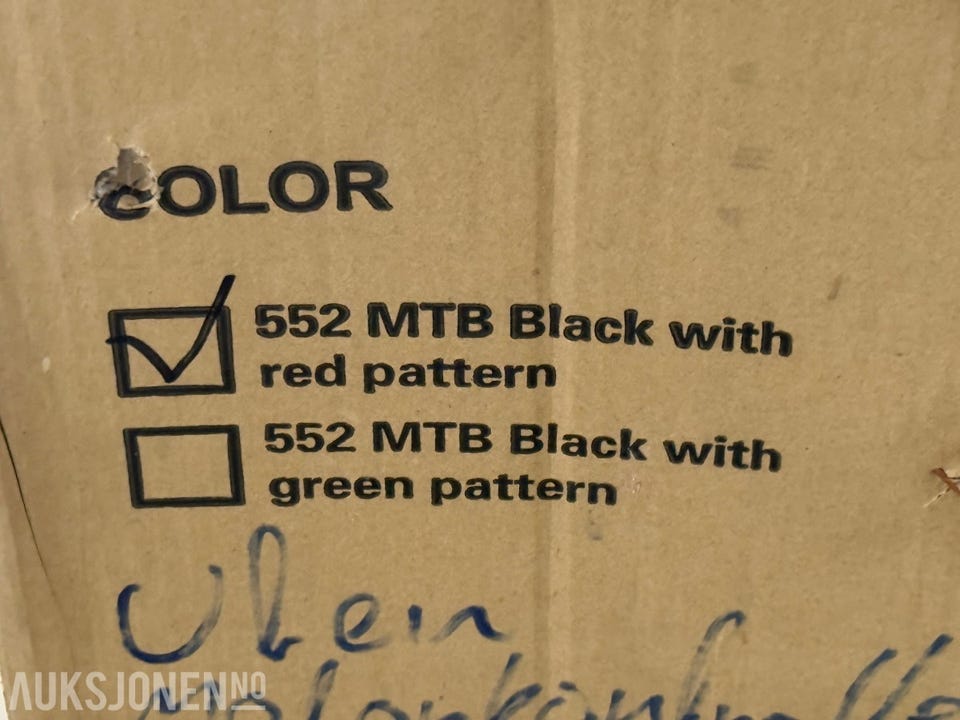 COLOR
552 MTB Black with
red pattern
552 MTB Black with
green pattern
AUKSJONEN.NO